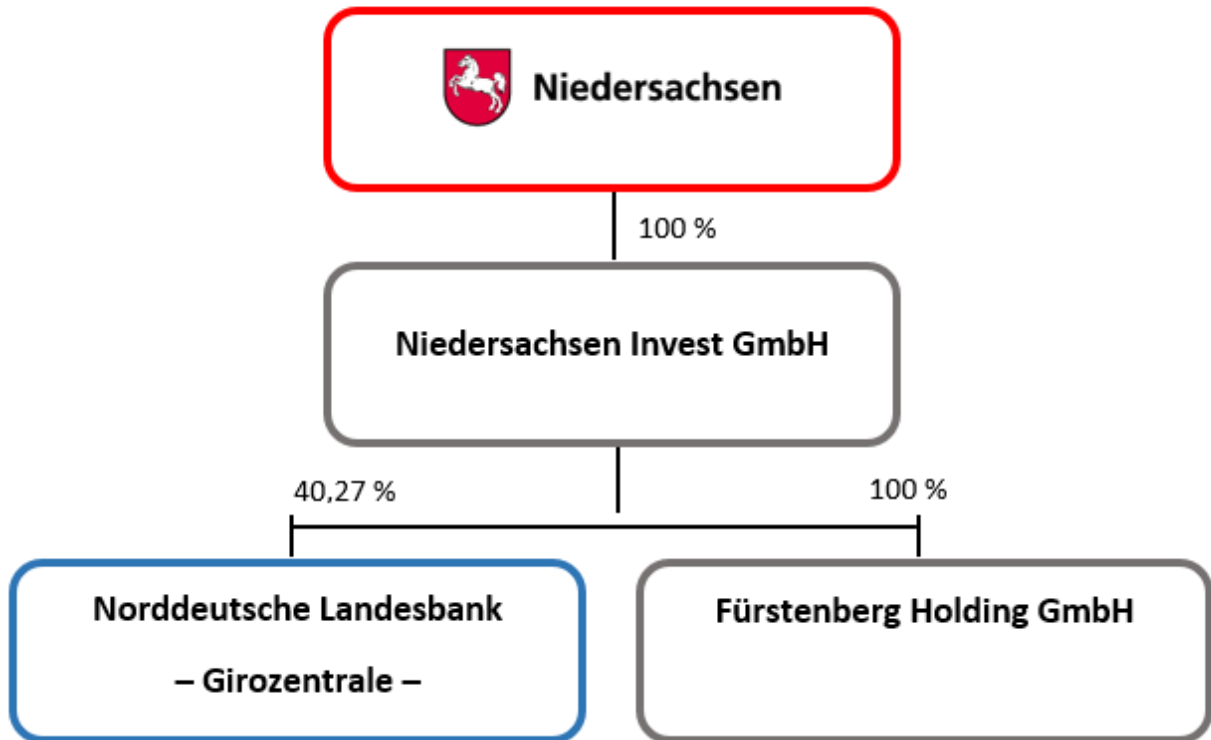 Niedersachsen
100 %
Niedersachsen Invest GmbH
40,27 %
100 %
Norddeutsche Landesbank
– Girozentrale –
Fürstenberg Holding GmbH